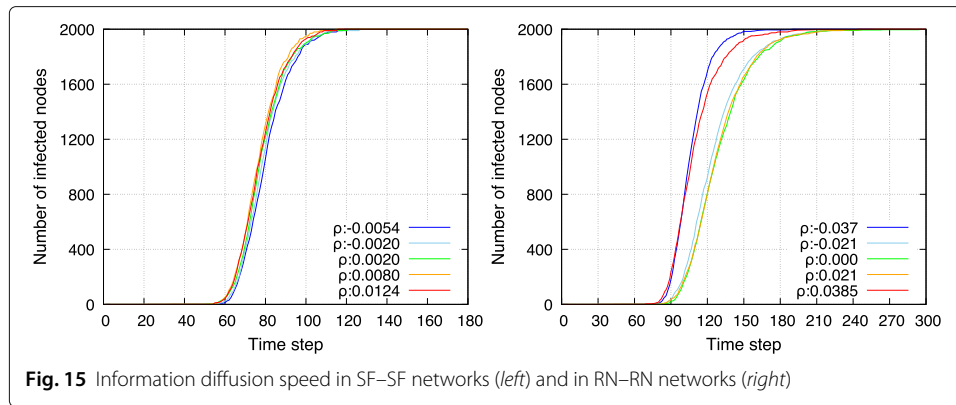 2000
1600
1200
800
400
0
Number of infected nodes
ρ:-0.0054
ρ:-0.0020
ρ:0.0020
ρ:0.0080
ρ:0.0124
0 20 40 60 80 100 120 140 160 180
Time step
2000
1600
1200
800
400
0
Number of infected nodes
ρ:-0.037
ρ:-0.021
ρ:0.000
ρ:0.021
ρ:0.0385
0 30 60 90 120 150 180 210 240 270 300
Time step
Fig. 15 Information diffusion speed in SF–SF networks (left) and in RN–RN networks (right)